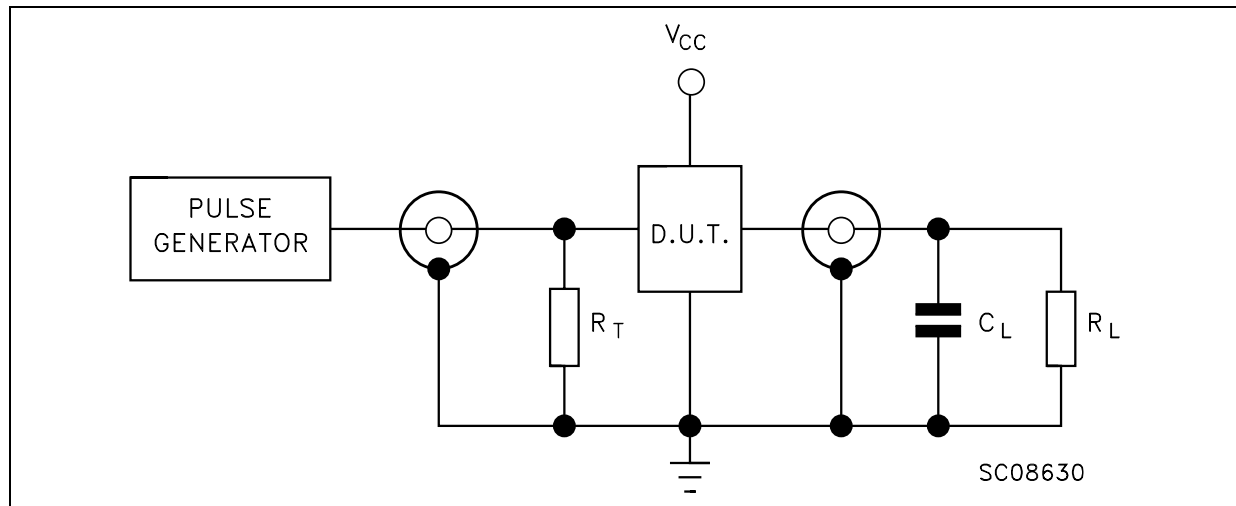 VCC
PULSE
GENERATOR
D.U.T.
RT
CL
RL
SC08630